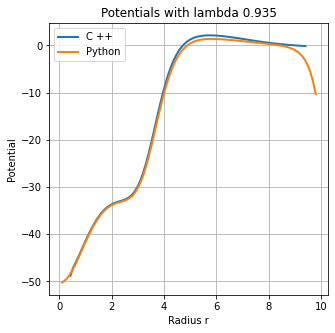 Potentials with lambda 0.935
C ++
Python
0
−10
−20
−30
−40
−50
Potential
0 2 4 6 8 10
Radius r